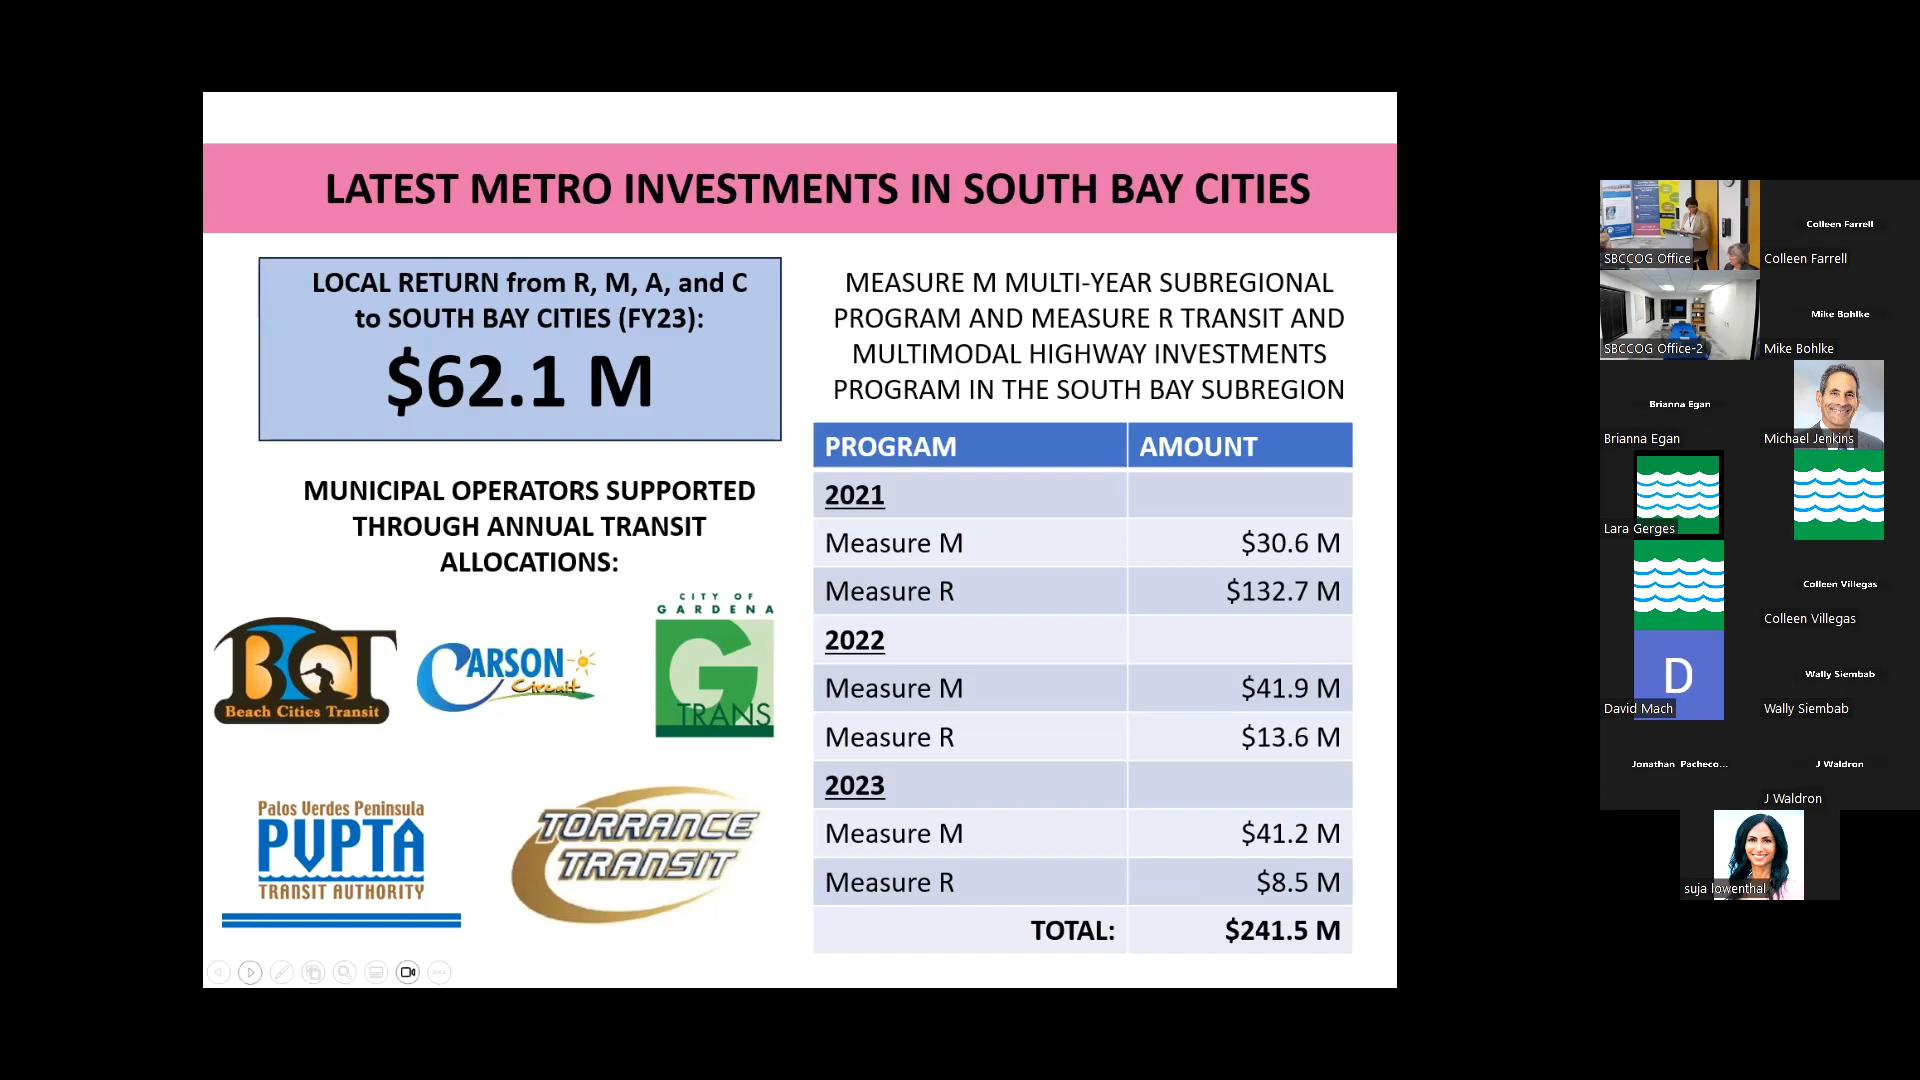 LATEST METRO INVESTMENTS IN SOUTH BAY CITIES
LOCAL RETURN from R, M, A, and C
to SOUTH BAY CITIES (FY23):
$62.1 M
MUNICIPAL OPERATORS SUPPORTED
THROUGH ANNUAL TRANSIT
ALLOCATIONS:
BCT
Beach Cities Transit
CARSON
Circuit
CITY OF
GARDENA
G
TRANS
Palos Verdes Peninsula
PVPTA
TRANSIT AUTHORITY
TORRANCE
TRANSIT
MEASURE M MULTI-YEAR SUBREGIONAL
PROGRAM AND MEASURE R TRANSIT AND
MULTIMODAL HIGHWAY INVESTMENTS
PROGRAM IN THE SOUTH BAY SUBREGION
PROGRAM AMOUNT
2021
Measure M $30.6 M
Measure R $132.7 M
2022
Measure M $41.9 M
Measure R $13.6 M
2023
Measure M $41.2 M
Measure R $8.5 M
TOTAL: $241.5 M
SBCCOG Office
Colleen Farrell
Colleen Farrell
SBCCOG Office-2
Mike Bohlke
Mike Bohlke
Brianna Egan
Brianna Egan
Michael Jenkins
Lara Gerges
Colleen Villegas
Colleen Villegas
D
David Mach
Wally Siembab
Wally Siembab
Jonathan Pacheco...
J Waldron
J Waldron
suja lowenthal